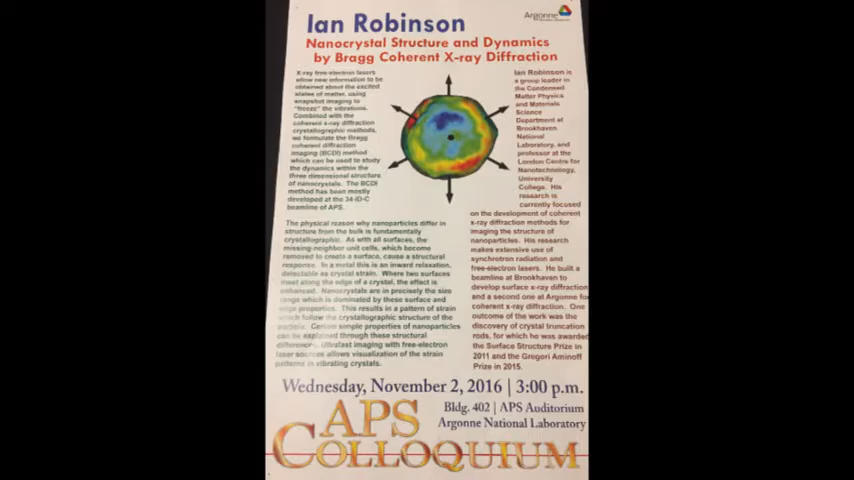 Ian Robinson
Argonne
Nanocrystal Structure and Dynamics
by Bragg Coherent X-ray Diffraction
X-ray free-electron lasers
allow new information to be
obtained about the excited
states of matter, using
snapshot imaging to
"freeze" the vibrations.
Combined with the
coherent x-ray diffraction
crystallographic methods,
we formulate the Bragg
coherent diffraction
imaging (BCDI) method
which can be used to study
the dynamics within the
three dimensional structure
of nanocrystals. The BCDI
method has been mostly
developed at the 34-ID-C
beamline of APS.
The physical reason why nanoparticles differ in
structure from the bulk is fundamentally
crystallographic. As with all surfaces, the
missing-neighbor unit cells, which become
removed to create a surface, cause a structural
response. In a metal this is an inward relaxation,
detectable as crystal strain. Where two surfaces
meet along the edge of a crystal, the effect is
enhanced. Nanocrystals are in precisely the size
range which is dominated by these surface and
edge properties. This results in a pattern of strain
which follow the crystallographic structure of the
particle. Certain simple properties of nanoparticles
can be explained through these structural
differences. Ultrafast imaging with free-electron
laser sources allows visualization of the strain
patterns in vibrating crystals.
Ian Robinson is
a group leader in
the Condensed
Matter Physics
and Materials
Science
Department at
Brookhaven
National
Laboratory, and
professor at the
London Centre for
Nanotechnology,
University
College. His
research is
currently focused
on the development of coherent
x-ray diffraction methods for
imaging the structure of
nanoparticles. His research
makes extensive use of
synchrotron radiation and
free-electron lasers. He built a
beamline at Brookhaven to
develop surface x-ray diffraction
and a second one at Argonne for
coherent x-ray diffraction. One
outcome of the work was the
discovery of crystal truncation
rods, for which he was awarded
the Surface Structure Prize in
2011 and the Gregori Aminoff
Prize in 2015.
Wednesday, November 2, 2016 | 3:00 p.m.
Bldg. 402 | APS Auditorium
Argonne National Laboratory
APS
COLLOQUIUM